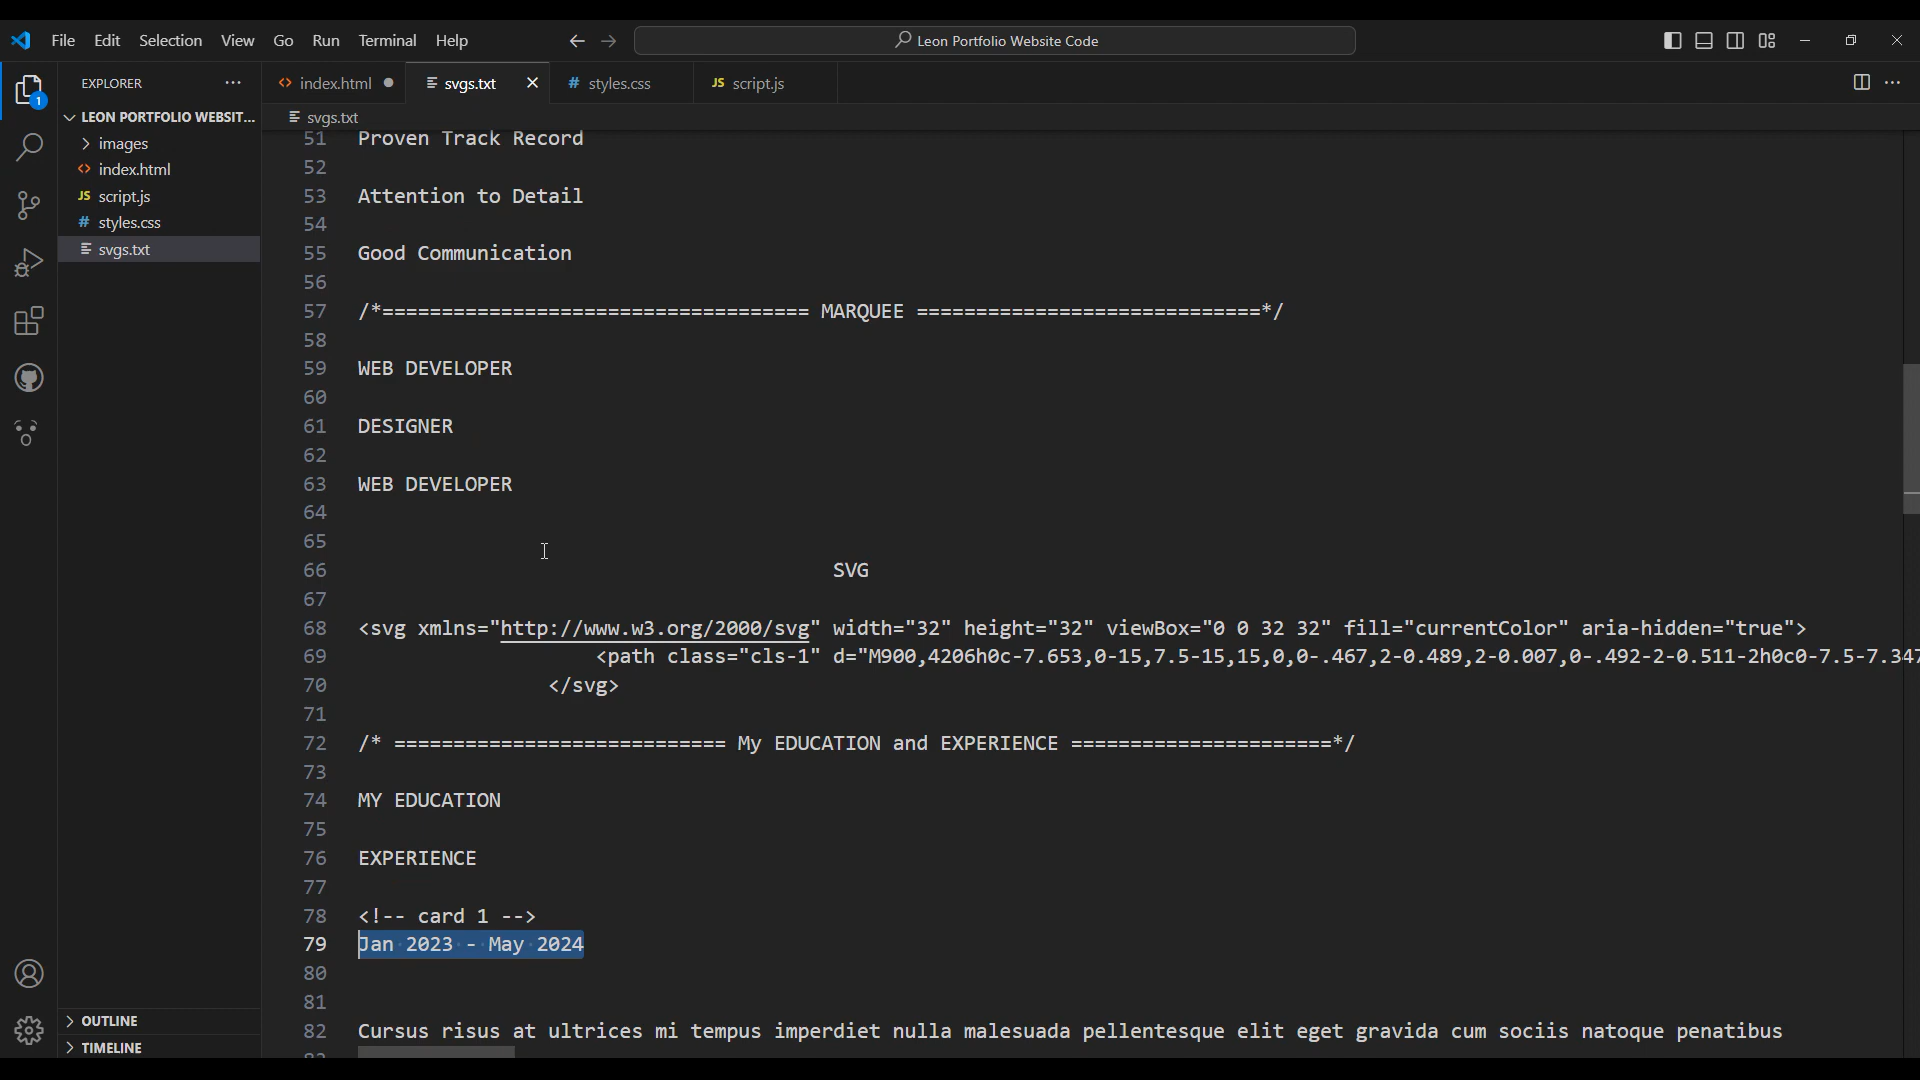 File Edit Selection View Go Run Terminal Help
Leon Portfolio Website Code
EXPLORER
index.html
svgs.txt
styles.css
JS script.js
1
LEON PORTFOLIO WEBSIT...
svgs.txt
images
index.html
JS script.js
# styles.css
svgs.txt
51 Proven Track Record
52
53 Attention to Detail
54
55 Good Communication
56
57 /*==================================== MARQUEE =============================*/
58
59 WEB DEVELOPER
60
61 DESIGNER
62
63 WEB DEVELOPER
64
65
66 SVG
67
68 <svg xmlns="http://www.w3.org/2000/svg" width="32" height="32" viewBox="0 0 32 32" fill="currentColor" aria-hidden="true">
69 <path class="cls-1" d="M900,4206h0c-7.653,0-15,7.5-15,15,0,0-.467,2-0.489,2-0.007,0-.492-2-0.511-2h0c0-7.5-7.347
70 </svg>
71
72 /* ============================ My EDUCATION and EXPERIENCE ======================*/
73
74 MY EDUCATION
75
76 EXPERIENCE
77
78 <!-- card 1 -->
79 Jan 2023 - May 2024
80
81
82 Cursus risus at ultrices mi tempus imperdiet nulla malesuada pellentesque elit eget gravida cum sociis natoque penatibus
OUTLINE
TIMELINE